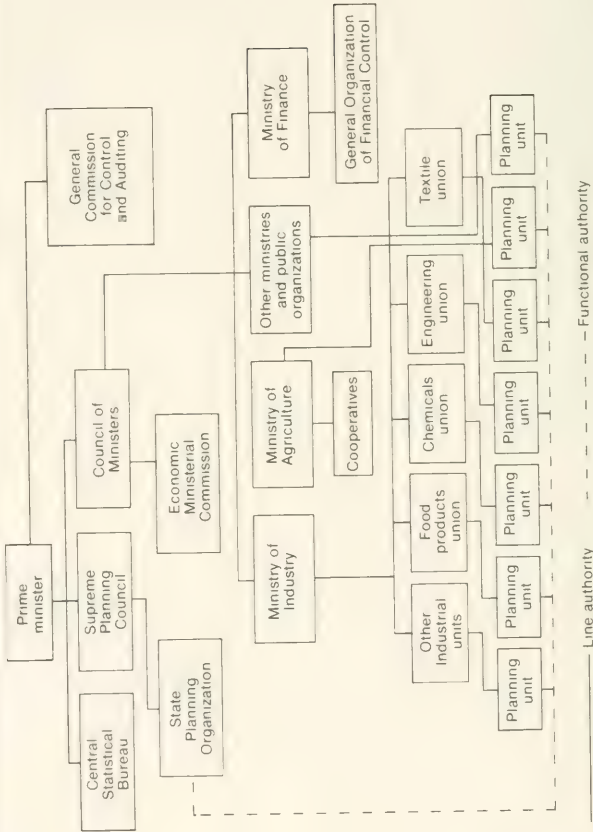 Prime
minister
General
Commission
for Control
and Auditing
Central
Statistical
Bureau
Supreme
Planning
Council
Council of
Ministers
State
Planning
Organization
Economic
Ministerial
Commission
Ministry of
Industry
Ministry of
Agriculture
Other ministries
and public
organizations
Ministry
of Finance
Cooperatives
General Organization
of Financial Control
Other
Industrial
units
Food
products
union
Chemicals
union
Engineering
union
Textile
union
Planning
unit
Planning
unit
Planning
unit
Planning
unit
Planning
unit
Planning
unit
Planning
unit
Line authority
Functional authority